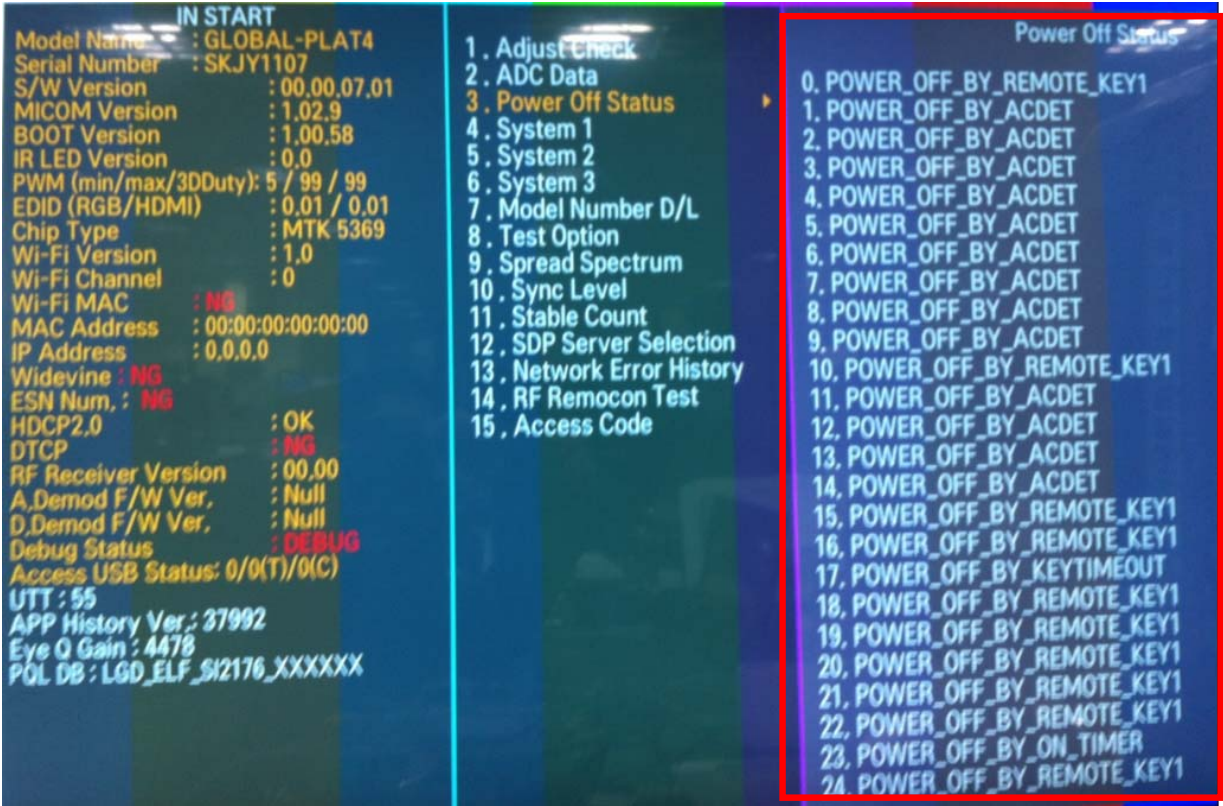 IN START
Model Name : GLOBAL-PLAT4
Serial Number : SKJY1107
S/W Version : 00.00.07.01
MICOM Version : 1.02.9
BOOT Version : 1.00.58
IR LED Version : 0.0
PWM (min/max/3DDuty): 5 / 99 / 99
EDID (RGB/HDMI) : 0.01 / 0.01
Chip Type : MTK 5369
Wi-Fi Version : 1.0
Wi-Fi Channel : 0
Wi-Fi MAC : NG
MAC Address : 00:00:00:00:00:00
IP Address : 0.0.0.0
Widevine : NG
ESN Num. : NG
HDCP2.0 : OK
DTCP : NG
RF Receiver Version : 00.00
A.Demod F/W Ver. : Null
D.Demod F/W Ver. : Null
Debug Status : DEBUG
Access USB Status: 0/0(T)/0(C)
UTT : 55
APP History Ver.: 37992
Eye Q Gain : 4478
PQL DB : LGD_ELF_SI2176_XXXXXX
1. Adjust Check
2. ADC Data
3. Power Off Status
4. System 1
5. System 2
6. System 3
7. Model Number D/L
8. Test Option
9. Spread Spectrum
10. Sync Level
11. Stable Count
12. SDP Server Selection
13. Network Error History
14. RF Remocon Test
15. Access Code
Power Off Status
0. POWER_OFF_BY_REMOTE_KEY1
1. POWER_OFF_BY_ACDET
2. POWER_OFF_BY_ACDET
3. POWER_OFF_BY_ACDET
4. POWER_OFF_BY_ACDET
5. POWER_OFF_BY_ACDET
6. POWER_OFF_BY_ACDET
7. POWER_OFF_BY_ACDET
8. POWER_OFF_BY_ACDET
9. POWER_OFF_BY_ACDET
10. POWER_OFF_BY_REMOTE_KEY1
11. POWER_OFF_BY_ACDET
12. POWER_OFF_BY_ACDET
13. POWER_OFF_BY_ACDET
14. POWER_OFF_BY_ACDET
15. POWER_OFF_BY_REMOTE_KEY1
16. POWER_OFF_BY_REMOTE_KEY1
17. POWER_OFF_BY_KEYTIMEOUT
18. POWER_OFF_BY_REMOTE_KEY1
19. POWER_OFF_BY_REMOTE_KEY1
20. POWER_OFF_BY_REMOTE_KEY1
21. POWER_OFF_BY_REMOTE_KEY1
22. POWER_OFF_BY_REMOTE_KEY1
23. POWER_OFF_BY_ON_TIMER
24. POWER_OFF_BY_REMOTE_KEY1